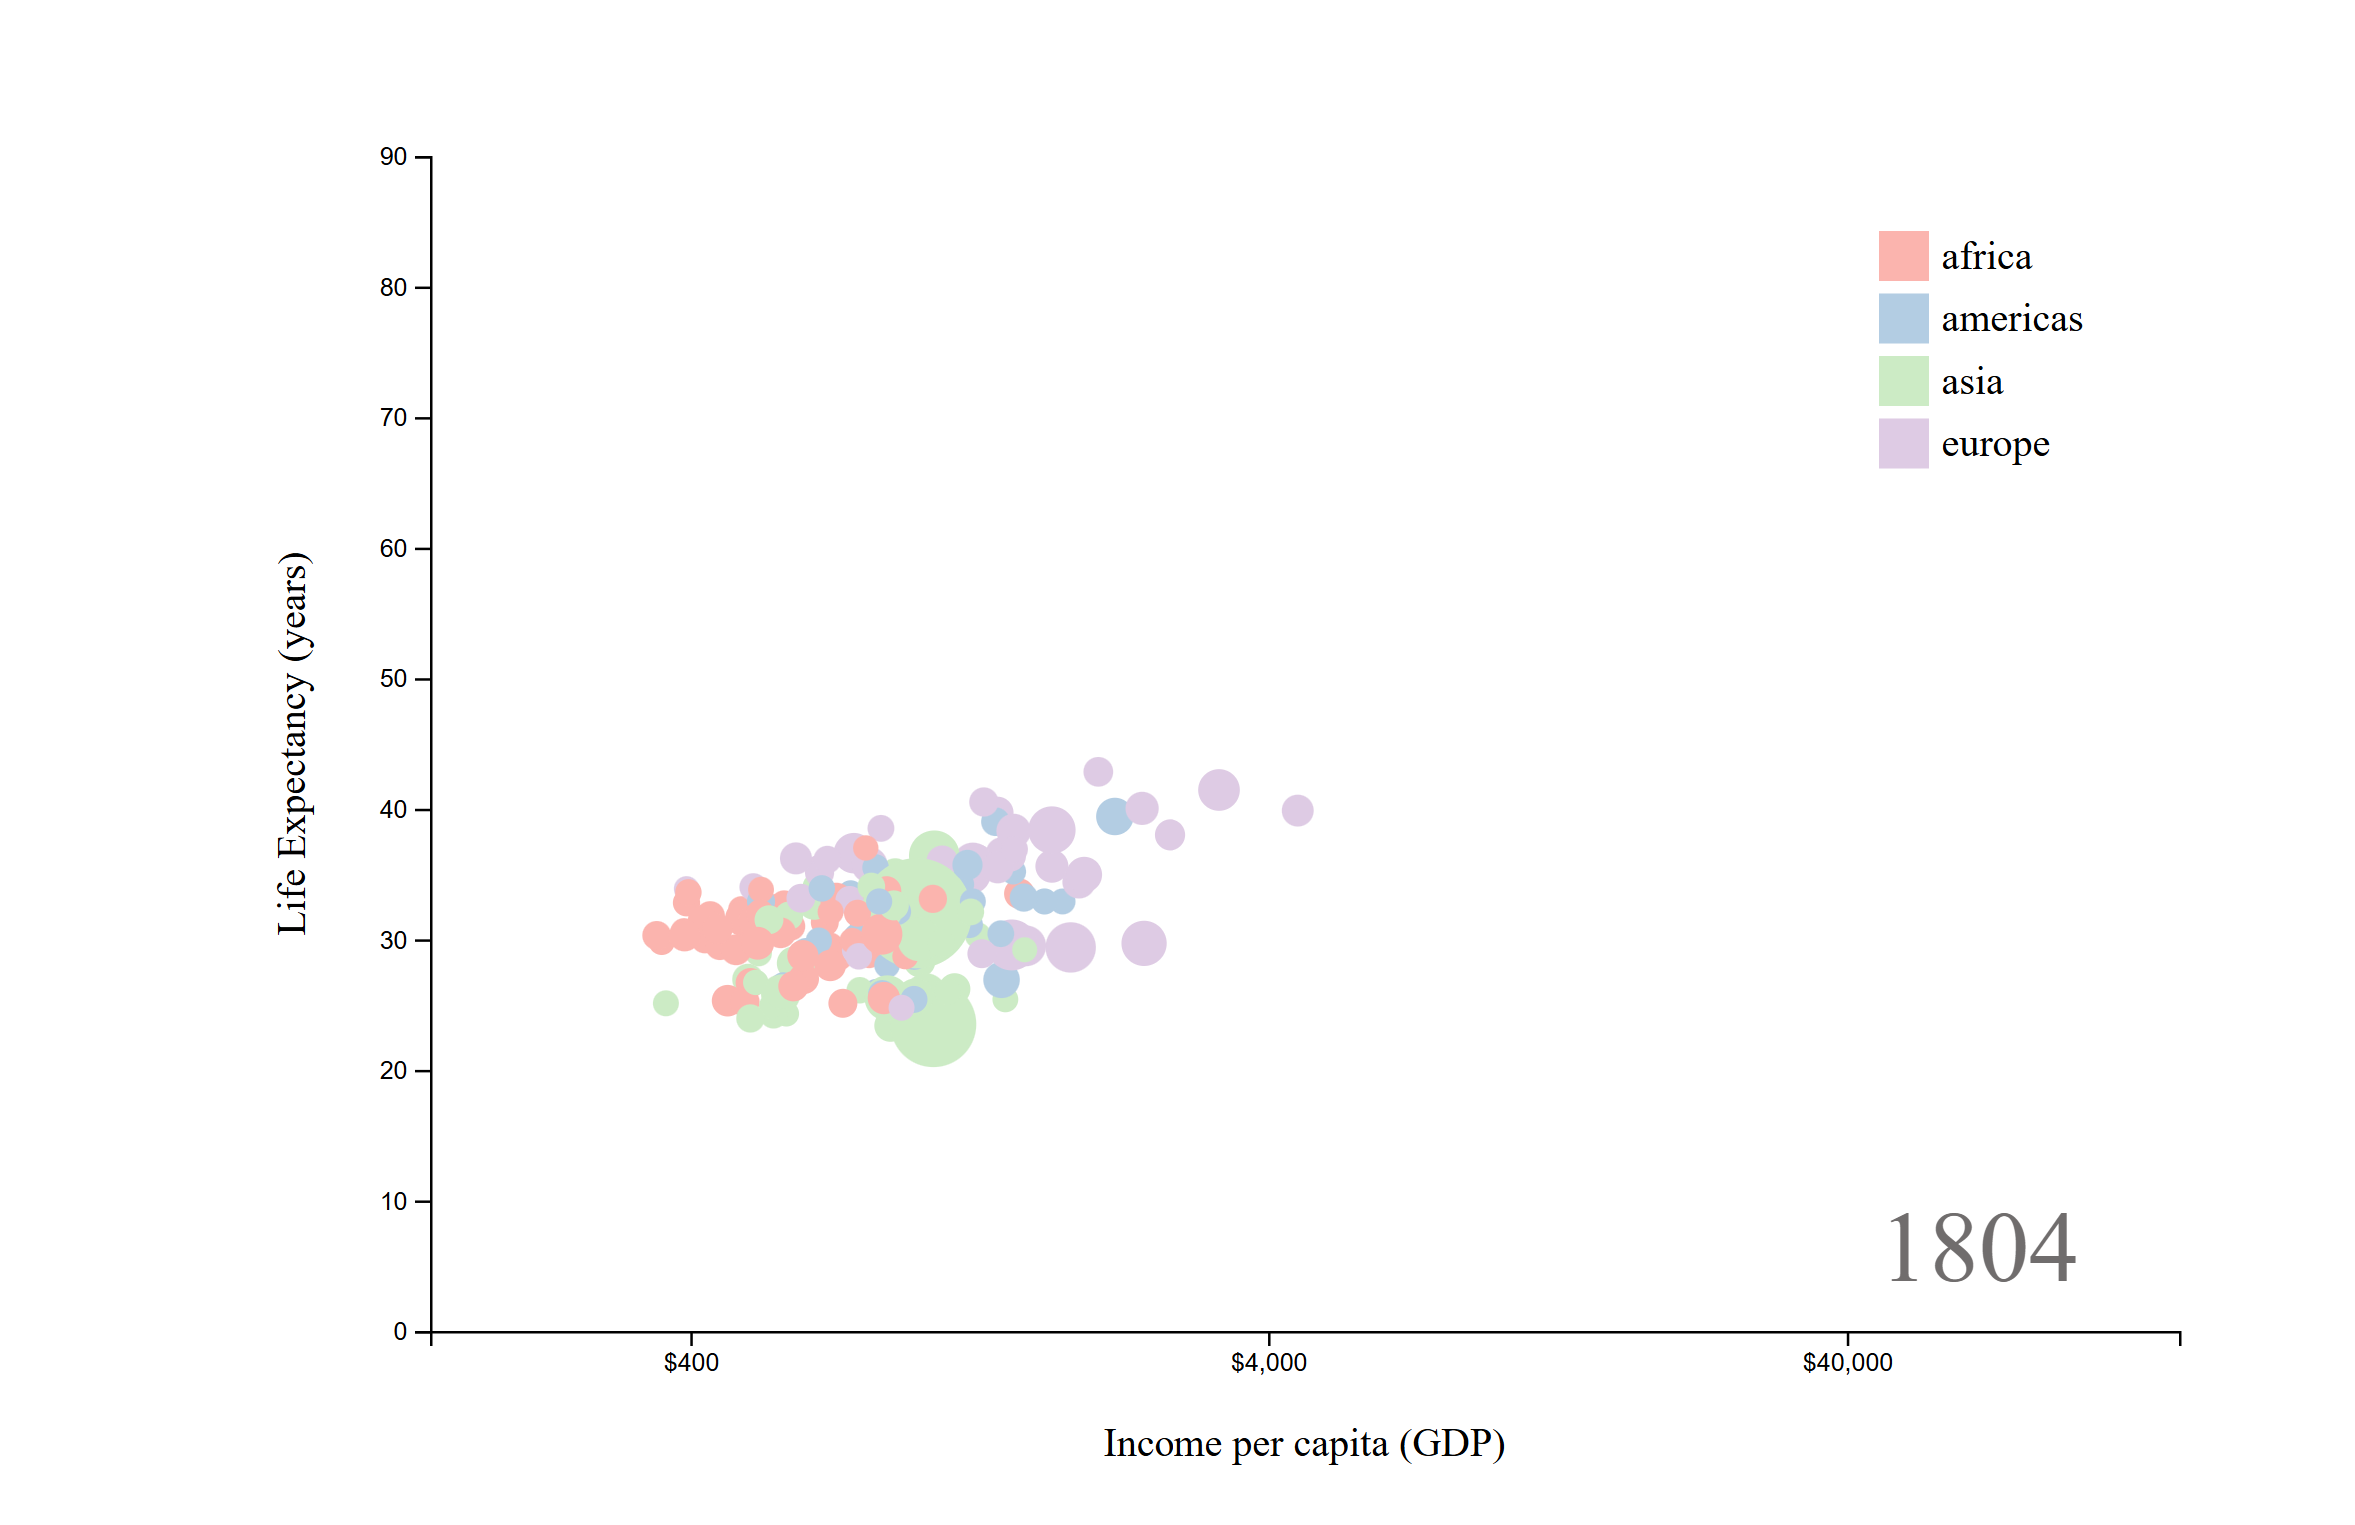 90
80
70
60
50
40
30
20
10
0
Life Expectancy (years)
$400
$4,000
$40,000
Income per capita (GDP)
africa
americas
asia
europe
1804